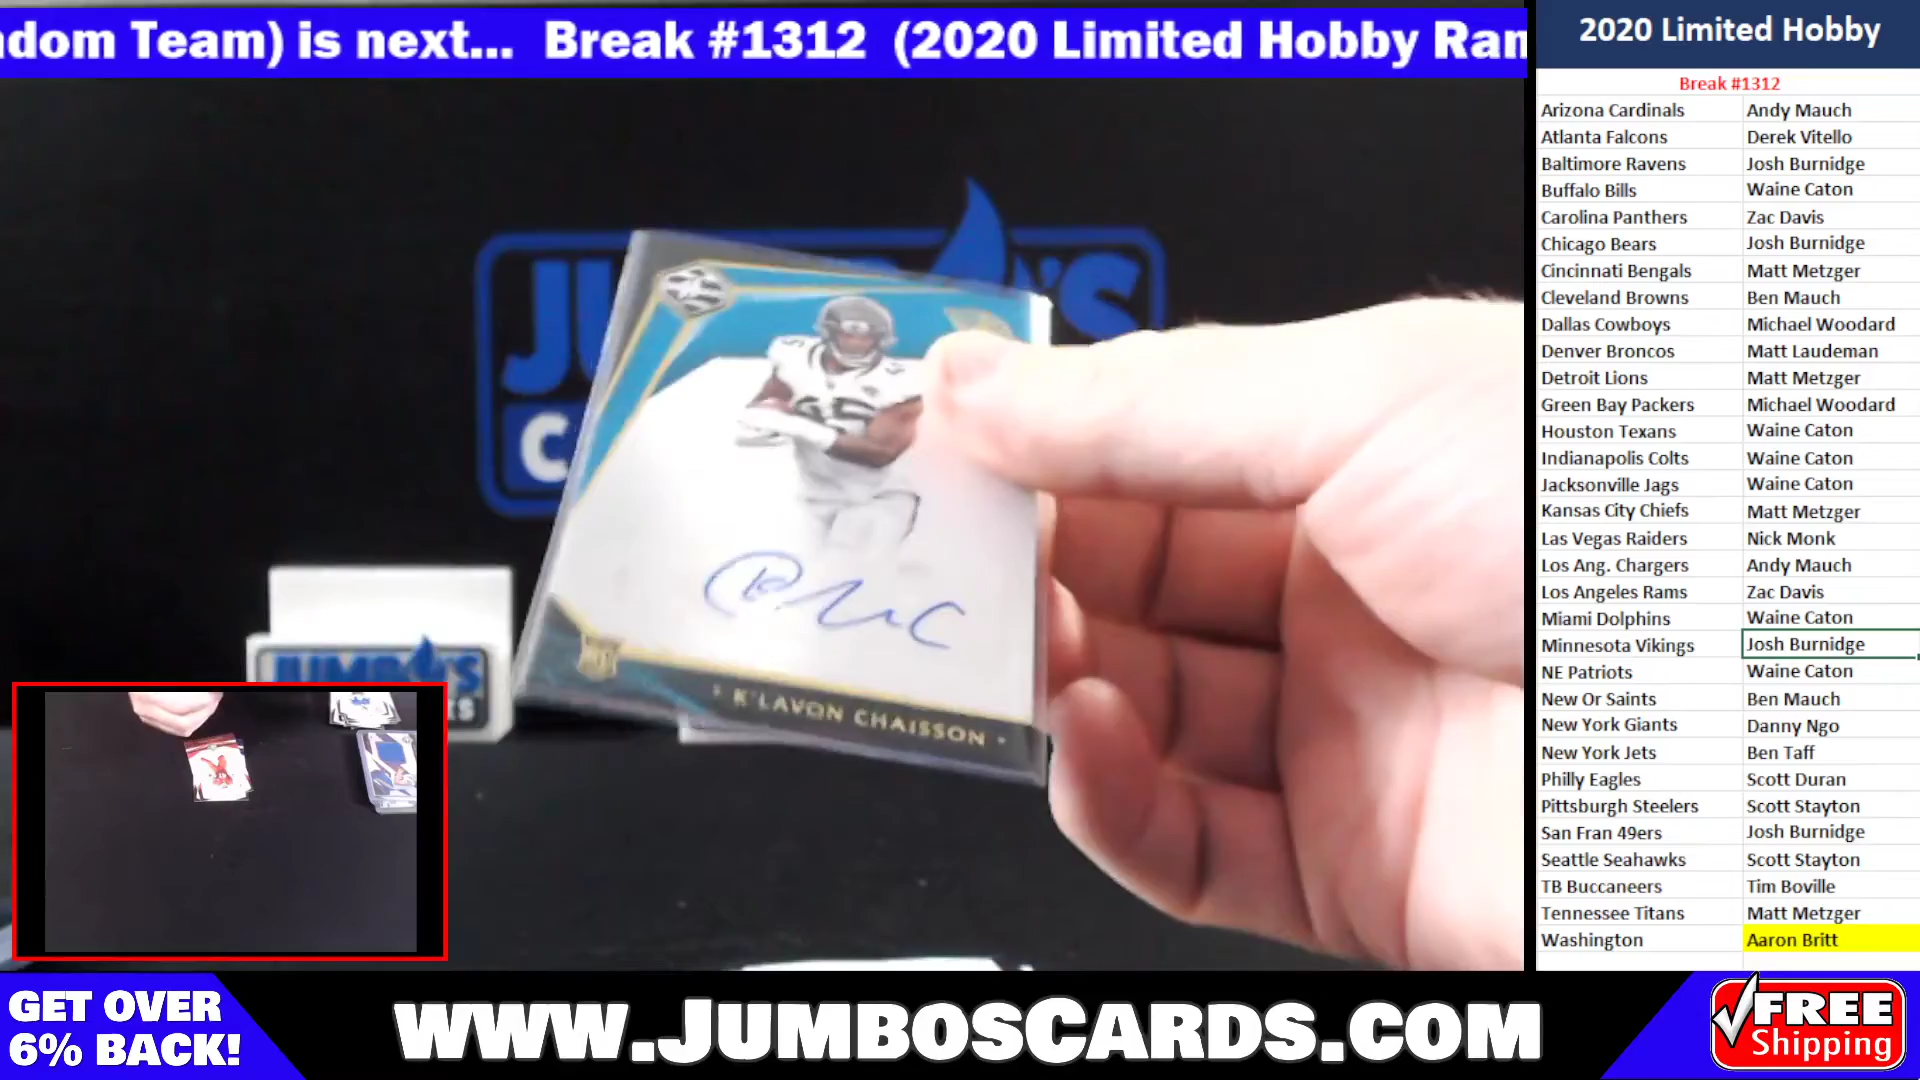 ndom Team) is next... Break #1312 (2020 Limited Hobby Ran
2020 Limited Hobby
Break #1312
Arizona Cardinals Andy Mauch
Atlanta Falcons Derek Vitello
Baltimore Ravens Josh Burnidge
Buffalo Bills Waine Caton
Carolina Panthers Zac Davis
Chicago Bears Josh Burnidge
Cincinnati Bengals Matt Metzger
Cleveland Browns Ben Mauch
Dallas Cowboys Michael Woodard
Denver Broncos Matt Laudeman
Detroit Lions Matt Metzger
Green Bay Packers Michael Woodard
Houston Texans Waine Caton
Indianapolis Colts Waine Caton
Jacksonville Jags Waine Caton
Kansas City Chiefs Matt Metzger
Las Vegas Raiders Nick Monk
Los Ang. Chargers Andy Mauch
Los Angeles Rams Zac Davis
Miami Dolphins Waine Caton
Minnesota Vikings Josh Burnidge
NE Patriots Waine Caton
New Or Saints Ben Mauch
New York Giants Danny Ngo
New York Jets Ben Taff
Philly Eagles Scott Duran
Pittsburgh Steelers Scott Stayton
San Fran 49ers Josh Burnidge
Seattle Seahawks Scott Stayton
TB Buccaneers Tim Boville
Tennessee Titans Matt Metzger
Washington Aaron Britt
K'LAVON CHAISSON
JUMBO'S
GET OVER
6% BACK!
WWW.JUMBOSCARDS.COM
FREE
Shipping